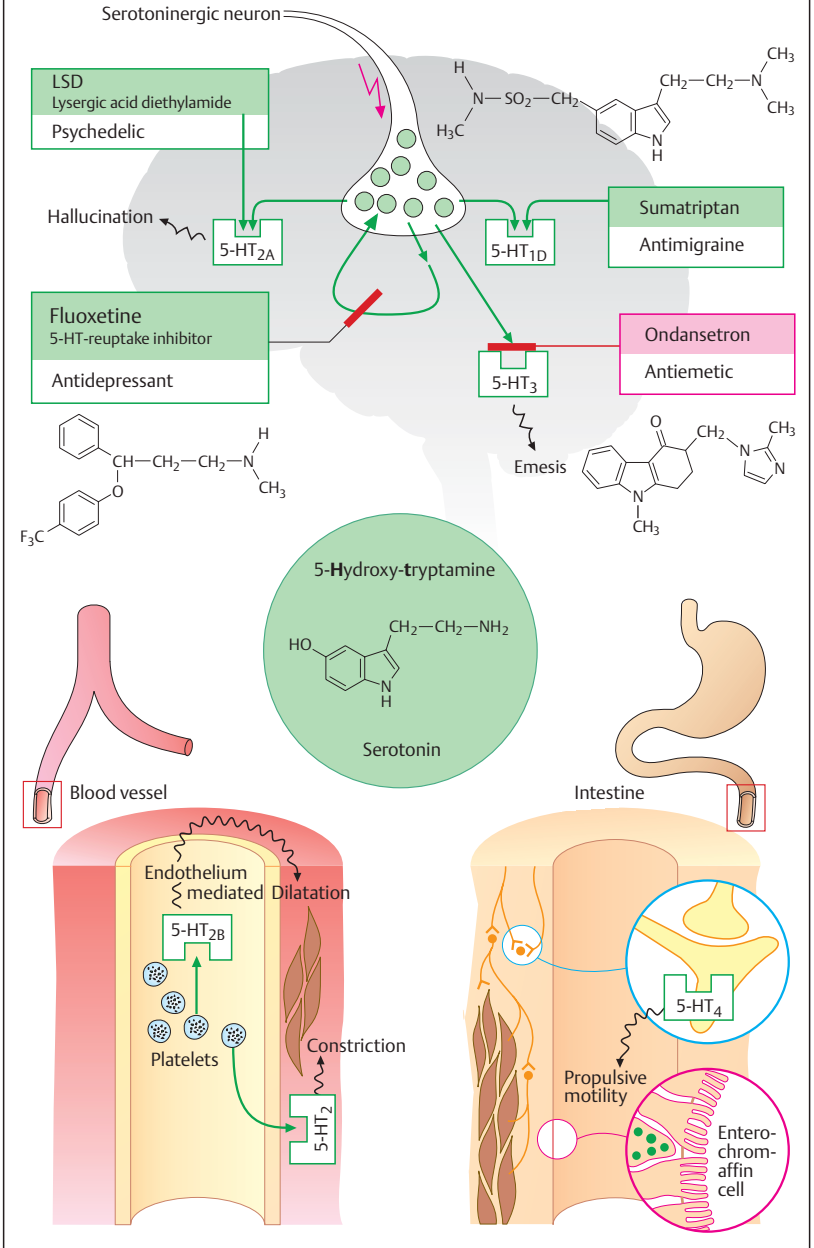 Serotoninergic neuron
LSD
Lysergic acid diethylamide
Psychedelic
H
N—SO₂—CH₂
H₃C
CH₂—CH₂—N
CH₃
CH₃
N
H
Hallucination
5-HT₂A
5-HT₁D
Sumatriptan
Antimigraine
Fluoxetine
5-HT-reuptake inhibitor
Antidepressant
5-HT₃
Ondansetron
Antiemetic
Emesis
CH—CH₂—CH₂—N
H
CH₃
O
F₃C
O
CH₂
N
CH₃
N
N
CH₃
5-Hydroxy-tryptamine
HO
CH₂—CH₂—NH₂
N
H
Serotonin
Blood vessel
Intestine
Endothelium
mediated
Dilatation
5-HT₂B
Platelets
Constriction
5-HT₂
5-HT₄
Propulsive
motility
Entero-
chrom-
affin
cell